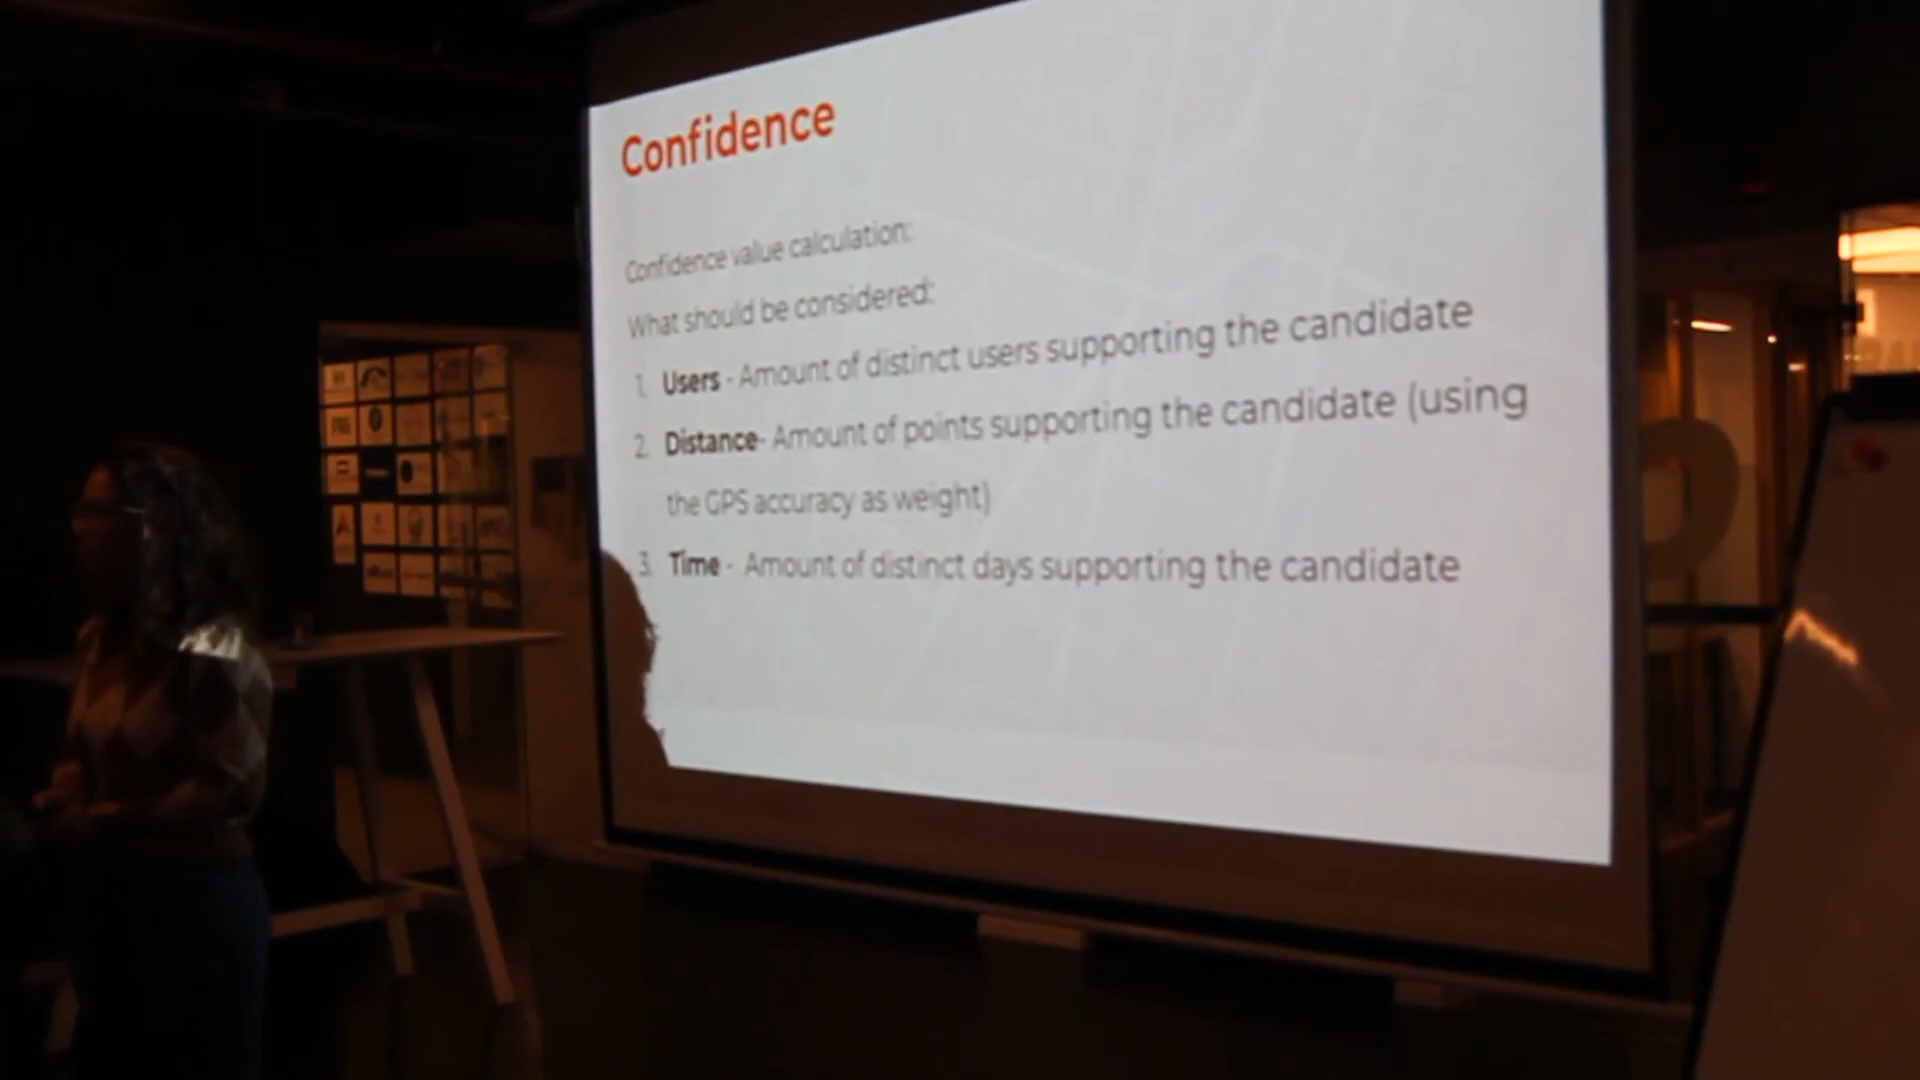 Confidence
Confidence value calculation:
What should be considered:
1. Users - Amount of distinct users supporting the candidate
2. Distance- Amount of points supporting the candidate (using
the GPS accuracy as weight)
3. Time - Amount of distinct days supporting the candidate